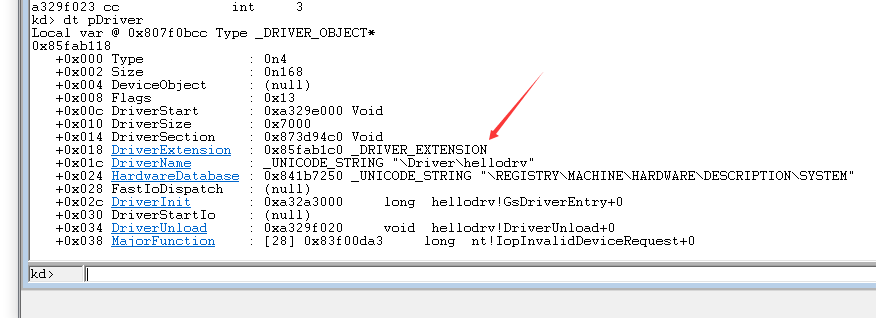 a329f023 cc              int     3
kd> dt pDriver
Local var @ 0x807f0bcc Type _DRIVER_OBJECT*
0x85fab118
   +0x000 Type             : 0n4
   +0x002 Size             : 0n168
   +0x004 DeviceObject     : (null)
   +0x008 Flags            : 0x13
   +0x00c DriverStart      : 0xa329e000 Void
   +0x010 DriverSize       : 0x7000
   +0x014 DriverSection    : 0x873d94c0 Void
   +0x018 DriverExtension  : 0x85fab1c0 _DRIVER_EXTENSION
   +0x01c DriverName       : _UNICODE_STRING "\Driver\hellodrv"
   +0x024 HardwareDatabase : 0x841b7250 _UNICODE_STRING "\REGISTRY\MACHINE\HARDWARE\DESCRIPTION\SYSTEM"
   +0x028 FastIoDispatch   : (null)
   +0x02c DriverInit       : 0xa32a3000     long  hellodrv!GsDriverEntry+0
   +0x030 DriverStartIo    : (null)
   +0x034 DriverUnload     : 0xa329f020     void  hellodrv!DriverUnload+0
   +0x038 MajorFunction    : [28] 0x83f00da3     long  nt!IopInvalidDeviceRequest+0
kd>